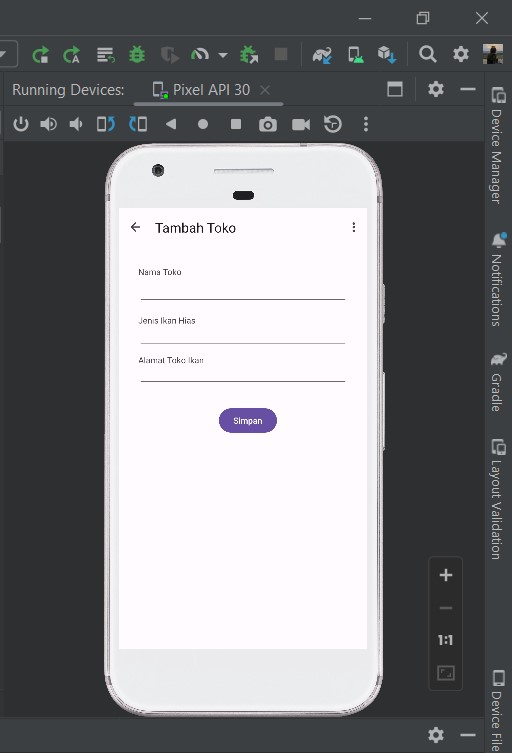 Running Devices:
Pixel API 30
Tambah Toko
Nama Toko
Jenis Ikan Hias
Alamat Toko Ikan
Simpan
1:1
Device Manager
Notifications
Gradle
Layout Validation
Device File